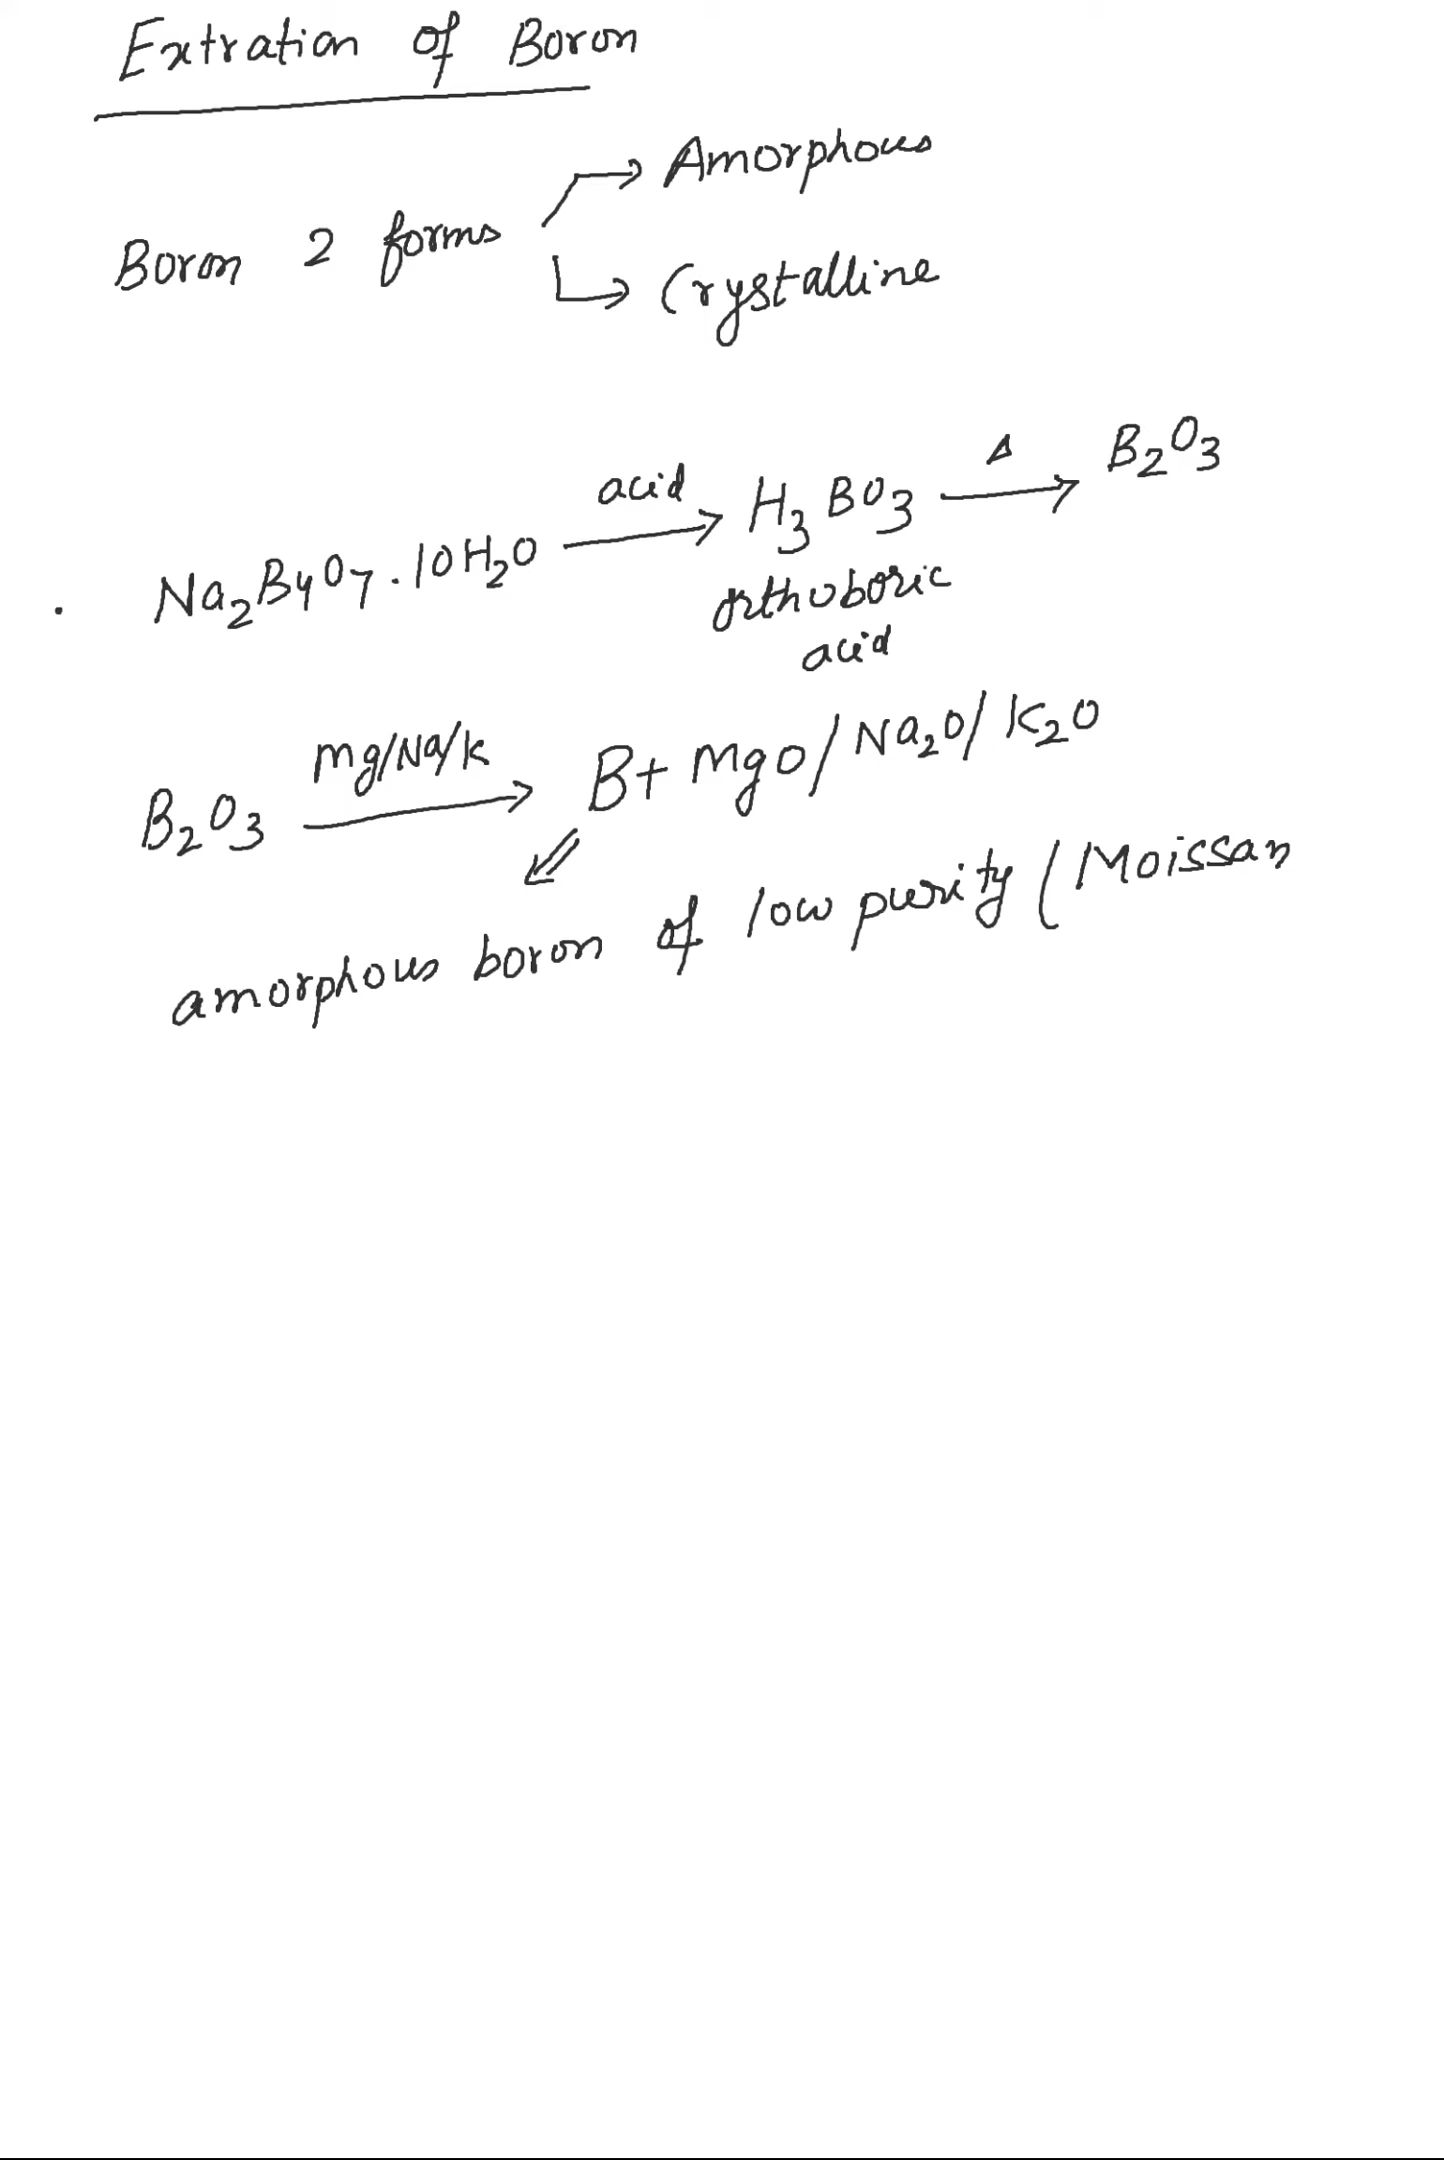 Extration of Boron
Boron 2 forms → Amorphous
↳ Crystalline
. Na₂B₄O₇.10H₂O acid → H₃BO₃ Δ → B₂O₃
orthoboric
acid
B₂O₃ Mg/Na/K → B+ MgO/Na₂O/K₂O
⇙
amorphous boron of low purity (Moissan